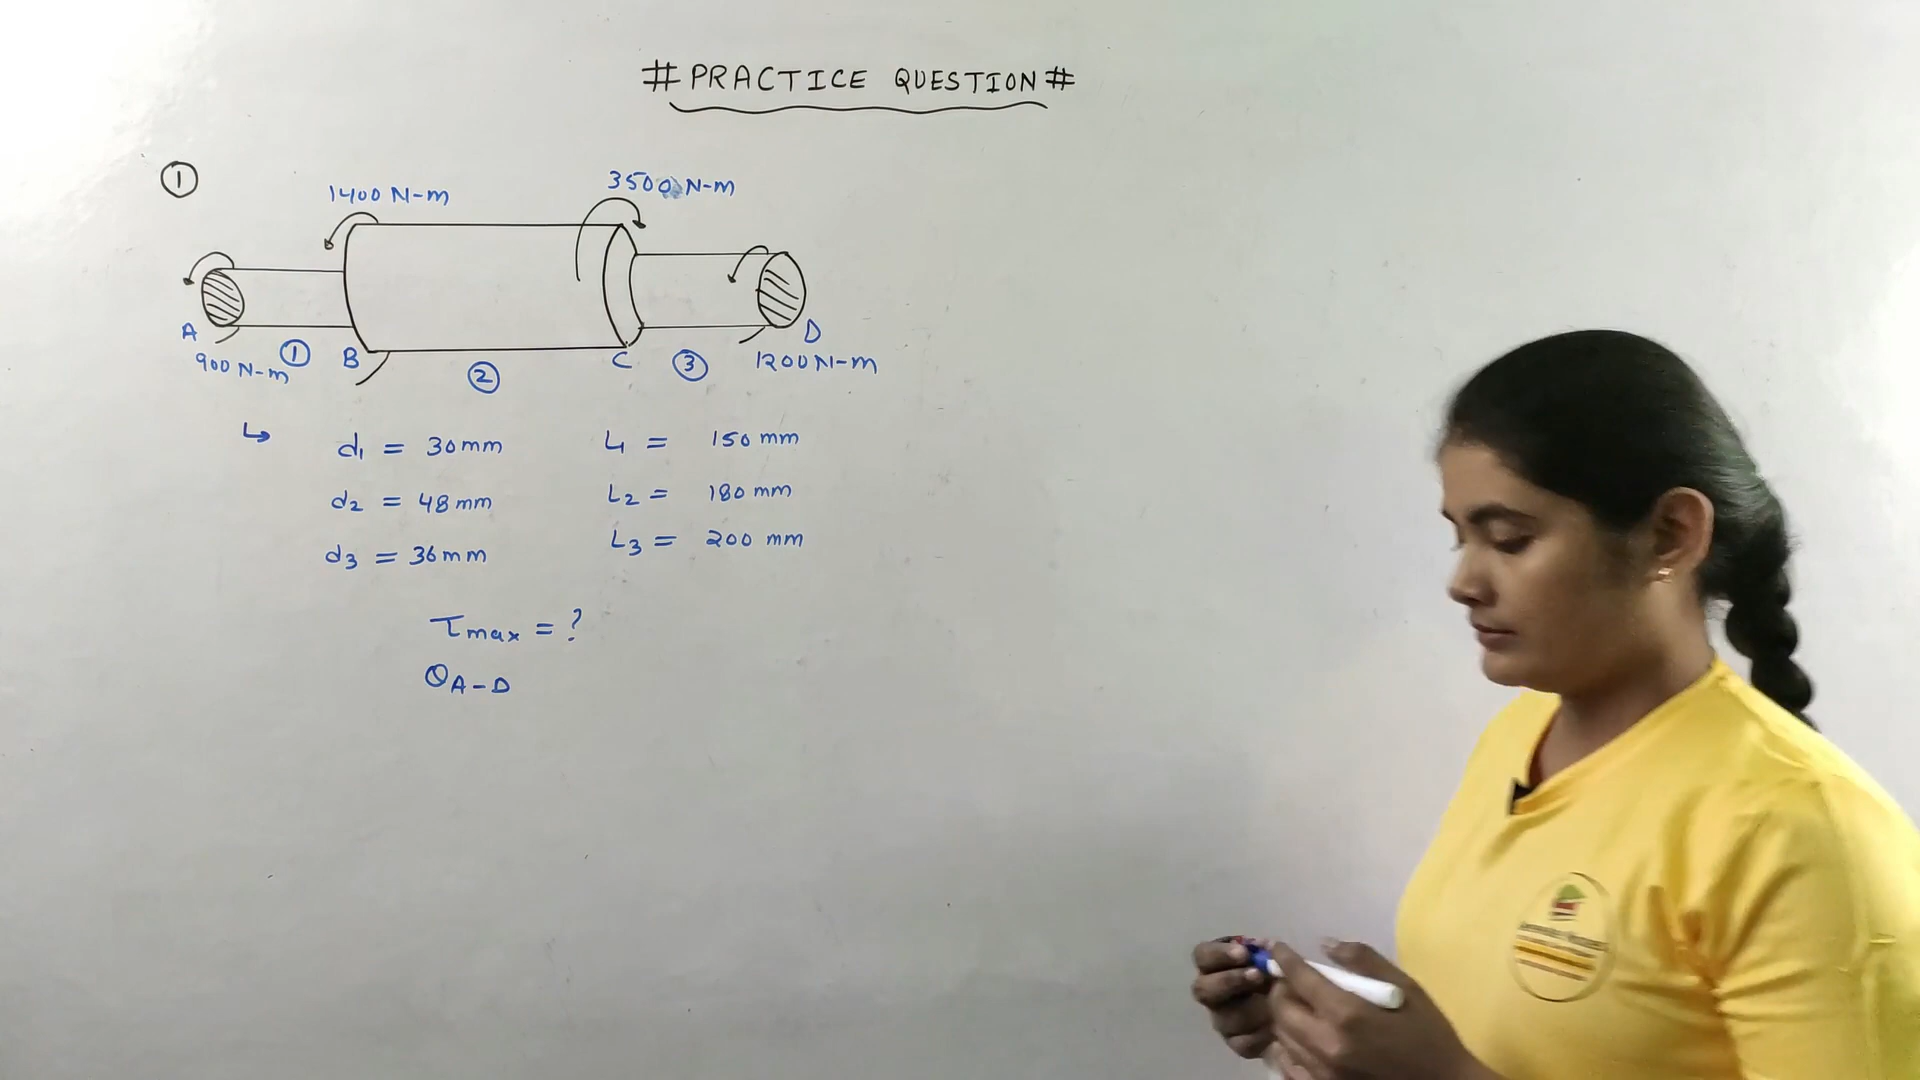 # PRACTICE QUESTION #
①
1400 N-m
3500 N-m
A
900 N-m
①
B
②
C
③
D
1200 N-m
↳ d₁ = 30mm L₁ = 150 mm
d₂ = 48 mm L₂ = 180 mm
d₃ = 36 mm L₃ = 200 mm
τmax = ?
θA-D